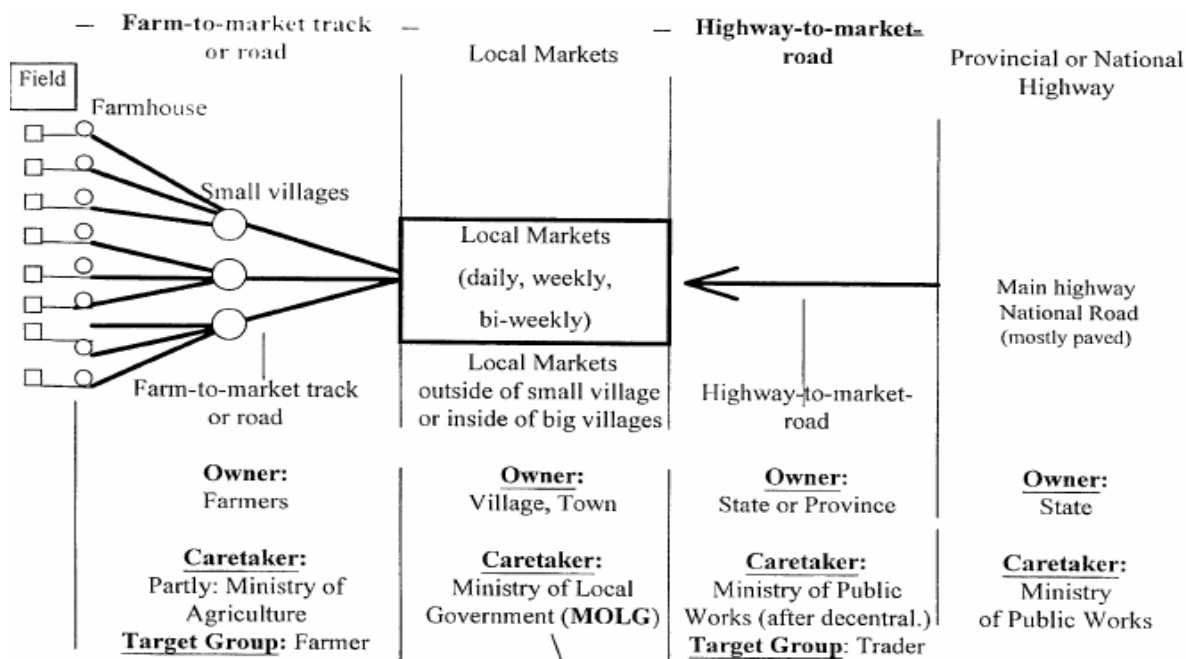 Farm-to-market track
or road
Local Markets
Highway-to-market-
road
Provincial or National
Highway
Field
Farmhouse
Small villages
Local Markets
(daily, weekly,
bi-weekly)
Main highway
National Road
(mostly paved)
Local Markets
outside of small village
or inside of big villages
Farm-to-market track
or road
Highway-to-market-
road
Owner:
Farmers
Owner:
Village, Town
Owner:
State or Province
Owner:
State
Caretaker:
Partly: Ministry of
Agriculture
Target Group: Farmer
Caretaker:
Ministry of Local
Government (MOLG)
Caretaker:
Ministry of Public
Works (after decentral.)
Target Group: Trader
Caretaker:
Ministry
of Public Works